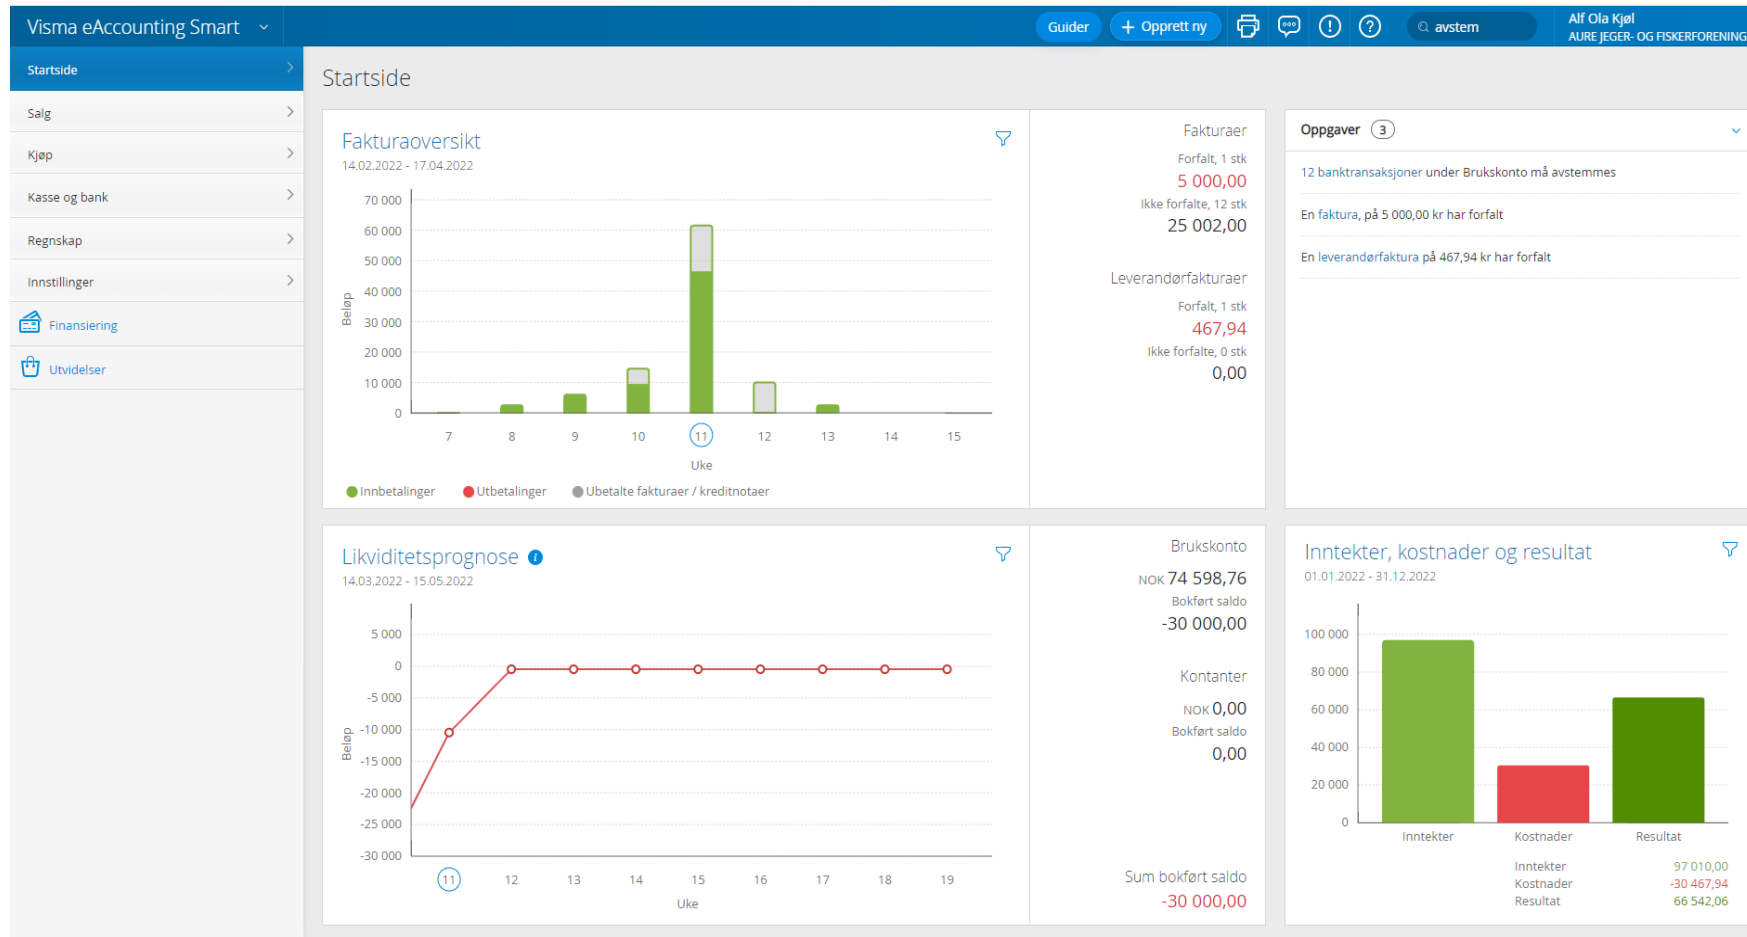 Visma eAccounting Smart
Guider
Opprett ny
avstem
Alf Ola Kjøl
AURE JEGER- OG FISKERFORENING
Startside
Salg
Kjøp
Kasse og bank
Regnskap
Innstillinger
Finansiering
Utvidelser
Startside
Fakturaoversikt
14.02.2022 - 17.04.2022
Beløp
70 000
60 000
50 000
40 000
30 000
20 000
10 000
0
7 8 9 10 11 12 13 14 15
Uke
Innbetalinger Utbetalinger Ubetalte fakturaer / kreditnotaer
Fakturaer
Forfalt, 1 stk
5 000,00
Ikke forfalte, 12 stk
25 002,00
Leverandørfakturaer
Forfalt, 1 stk
467,94
Ikke forfalte, 0 stk
0,00
Oppgaver 3
12 banktransaksjoner under Brukskonto må avstemmes
En faktura, på 5 000,00 kr har forfalt
En leverandørfaktura på 467,94 kr har forfalt
Likviditetsprognose i
14.03.2022 - 15.05.2022
Beløp
5 000
0
-5 000
-10 000
-15 000
-20 000
-25 000
-30 000
11 12 13 14 15 16 17 18 19
Uke
Brukskonto
NOK 74 598,76
Bokført saldo
-30 000,00
Kontanter
NOK 0,00
Bokført saldo
0,00
Sum bokført saldo
-30 000,00
Inntekter, kostnader og resultat
01.01.2022 - 31.12.2022
100 000
80 000
60 000
40 000
20 000
0
Inntekter Kostnader Resultat
Inntekter 97 010,00
Kostnader -30 467,94
Resultat 66 542,06